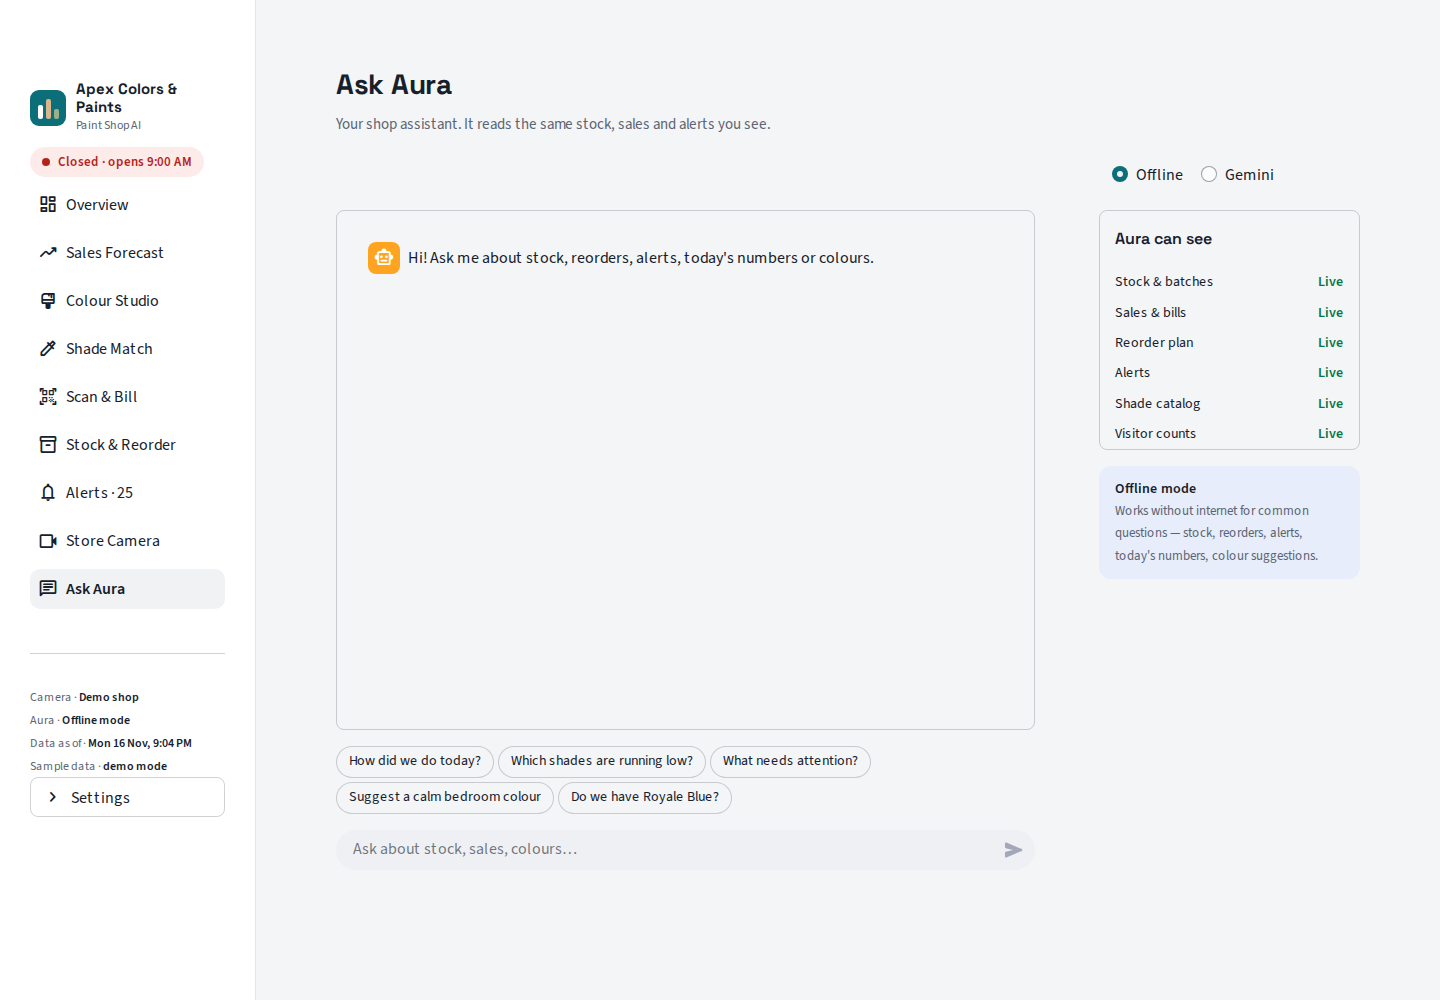 Apex Colors &
Paints
Paint Shop AI
Closed · opens 9:00 AM
Overview
Sales Forecast
Colour Studio
Shade Match
Scan & Bill
Stock & Reorder
Alerts · 25
Store Camera
Ask Aura
Camera · Demo shop
Aura · Offline mode
Data as of · Mon 16 Nov, 9:04 PM
Sample data · demo mode
Settings
Ask Aura
Your shop assistant. It reads the same stock, sales and alerts you see.
Offline Gemini
Hi! Ask me about stock, reorders, alerts, today's numbers or colours.
How did we do today? Which shades are running low? What needs attention?
Suggest a calm bedroom colour Do we have Royale Blue?
Ask about stock, sales, colours...
Aura can see
Stock & batches Live
Sales & bills Live
Reorder plan Live
Alerts Live
Shade catalog Live
Visitor counts Live
Offline mode
Works without internet for common
questions — stock, reorders, alerts,
today's numbers, colour suggestions.